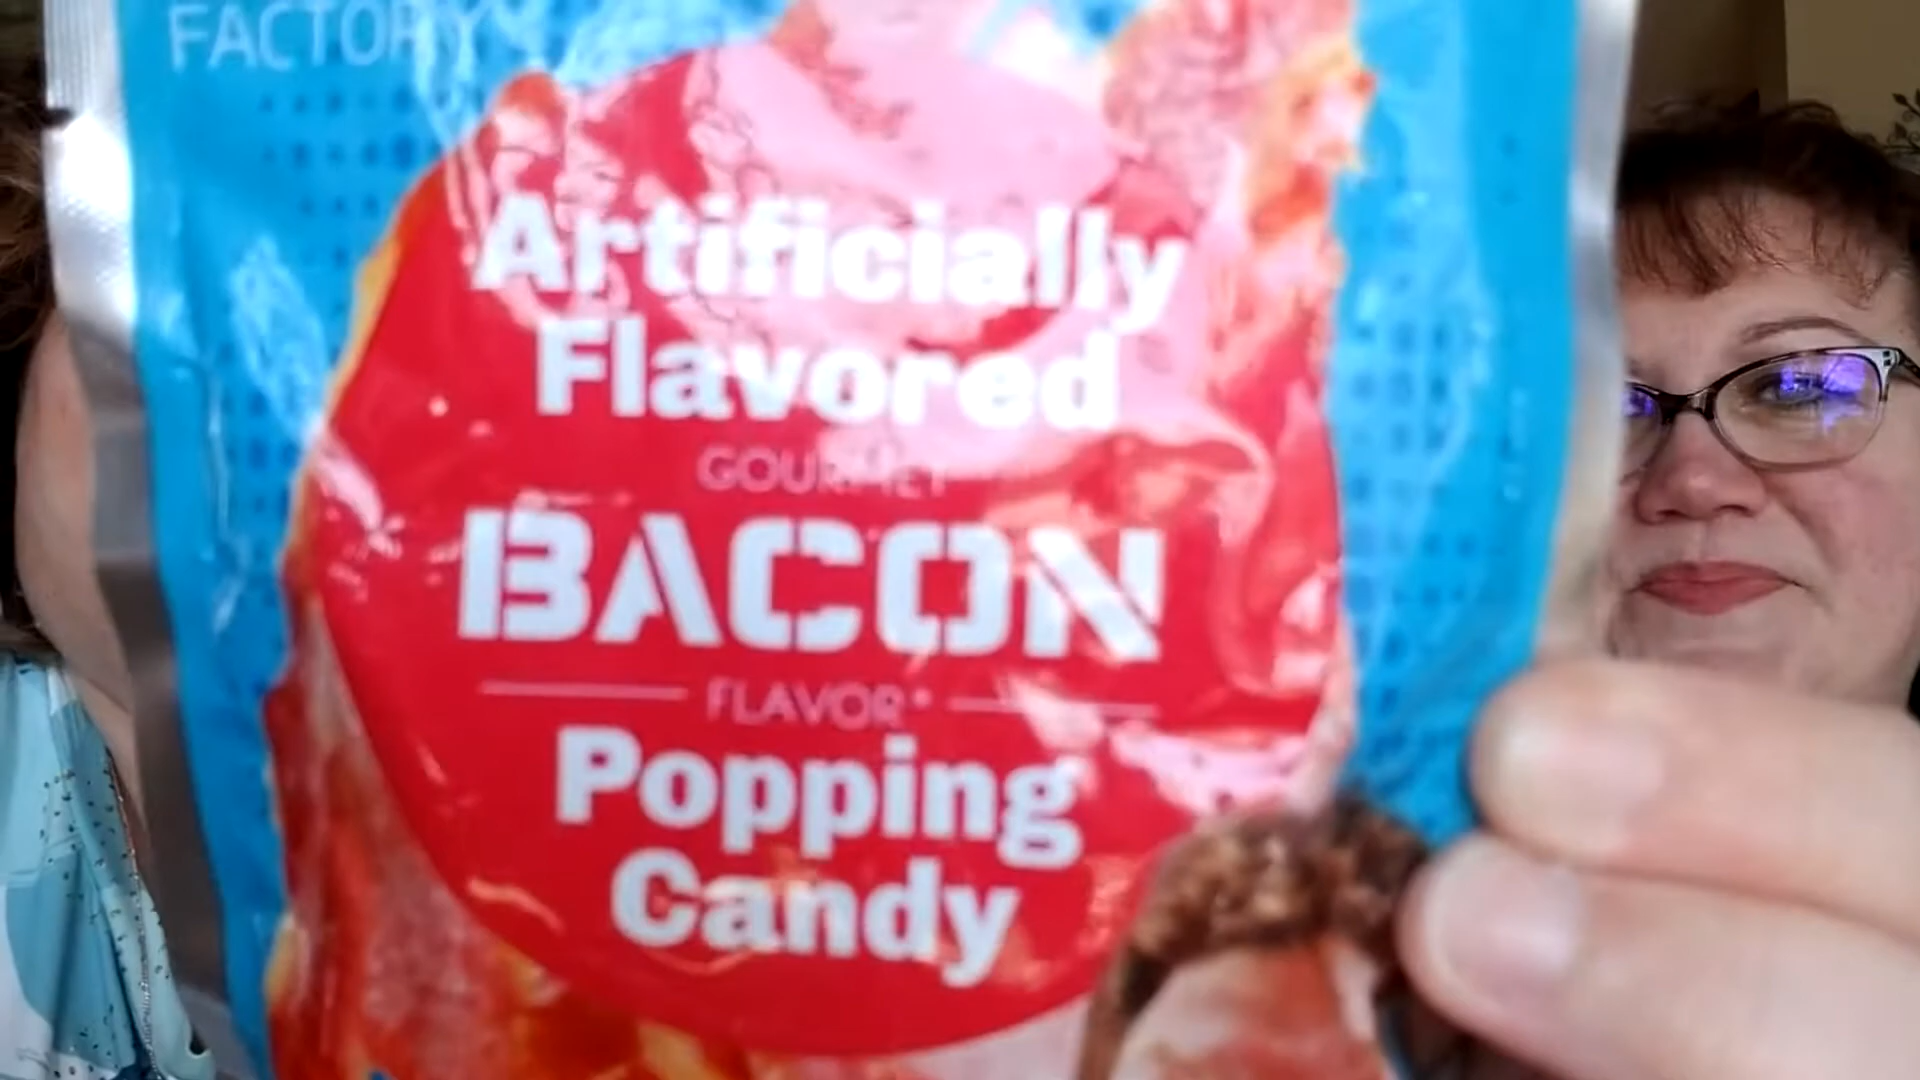 FACTORY
Artificially
Flavored
GOURMET
BACON
FLAVOR*
Popping
Candy